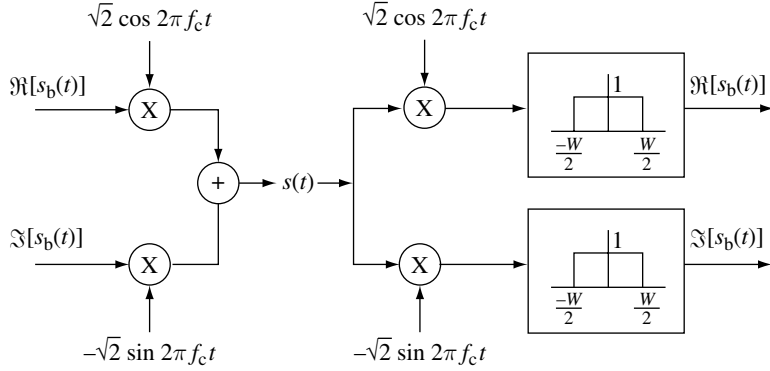 √2 cos 2πf_c t
√2 cos 2πf_c t
ℜ[s_b(t)]
X
X
1
−W/2
W/2
ℜ[s_b(t)]
+
s(t)
ℑ[s_b(t)]
X
X
1
−W/2
W/2
ℑ[s_b(t)]
−√2 sin 2πf_c t
−√2 sin 2πf_c t